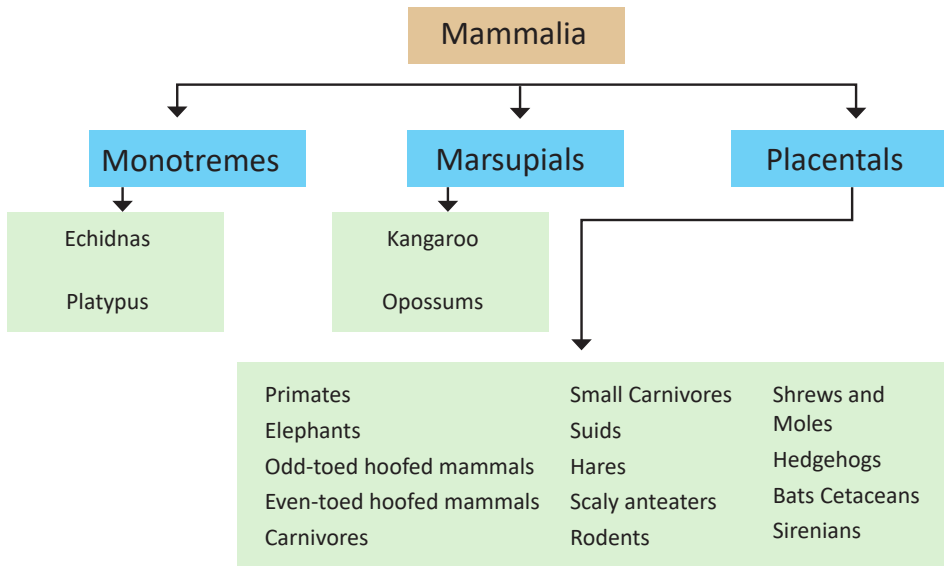 Mammalia
Monotremes
Marsupials
Placentals
Echidnas
Platypus
Kangaroo
Opossums
Primates
Elephants
Odd-toed hoofed mammals
Even-toed hoofed mammals
Carnivores
Small Carnivores
Suids
Hares
Scaly anteaters
Rodents
Shrews and
Moles
Hedgehogs
Bats Cetaceans
Sirenians